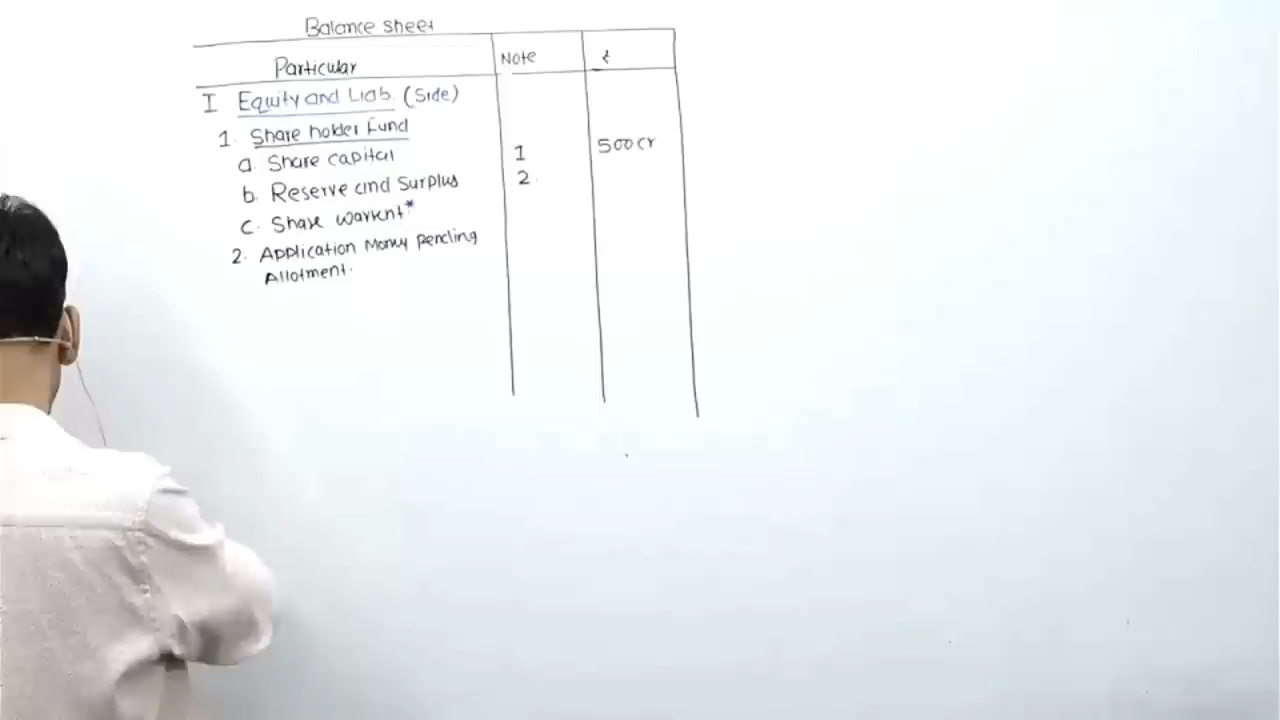 Balance sheet
Particular Note ₹
I Equity and Liab. (Side)
1. Share holder Fund
a. Share capital 1 500 cr
b. Reserve and Surplus 2.
c. Share warrent*
2. Application Money pending
Allotment.